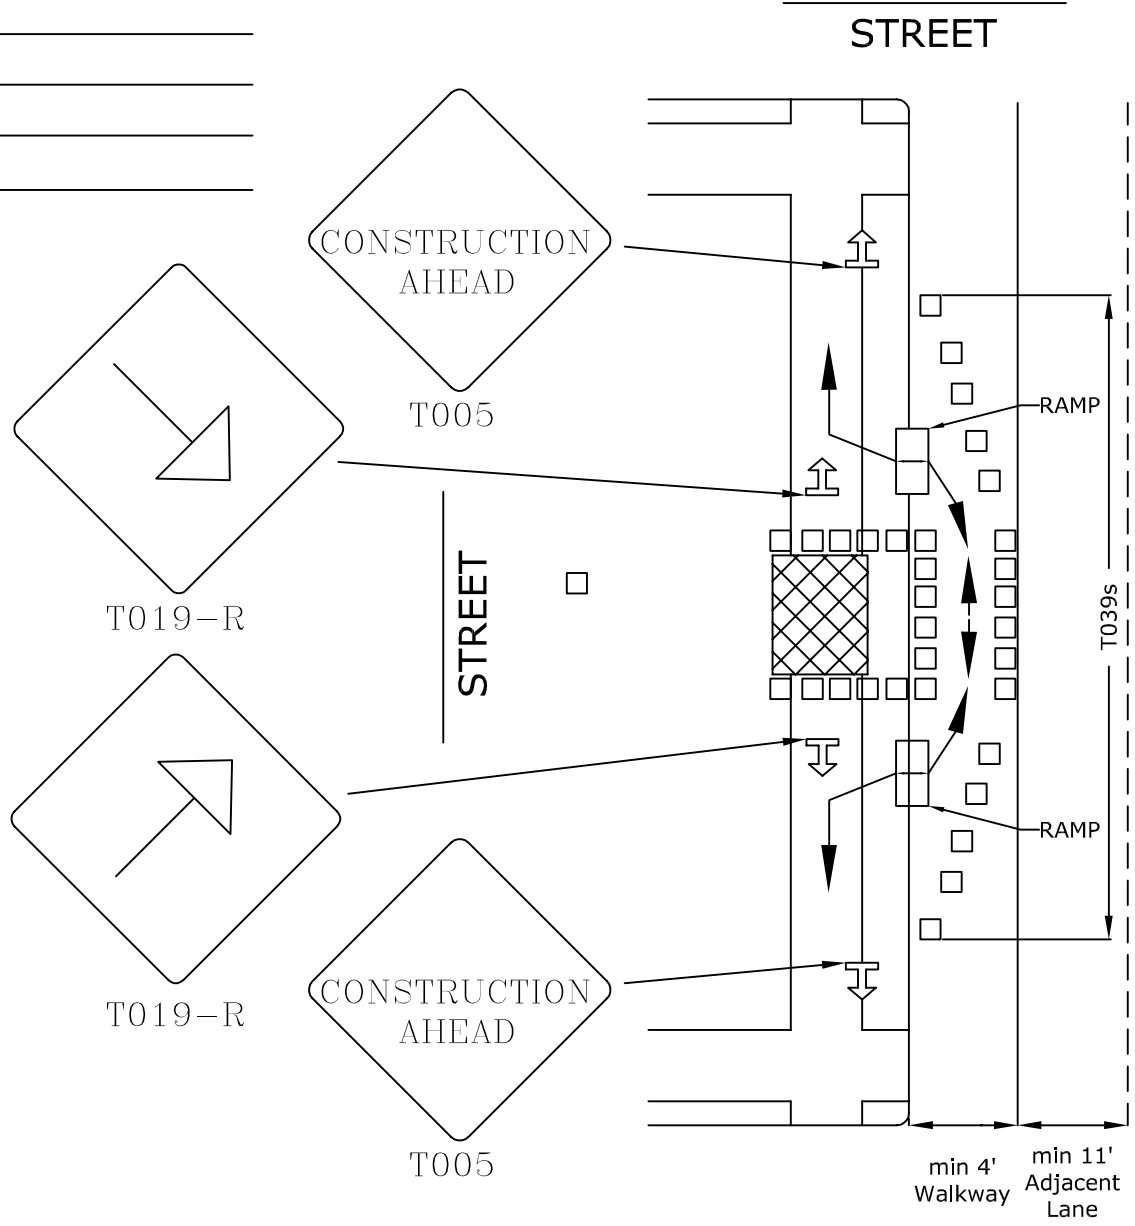 STREET
CONSTRUCTION
AHEAD
T005
RAMP
T019-R
STREET
T039s
T019-R
RAMP
CONSTRUCTION
AHEAD
T005
min 4'
Walkway
min 11'
Adjacent
Lane